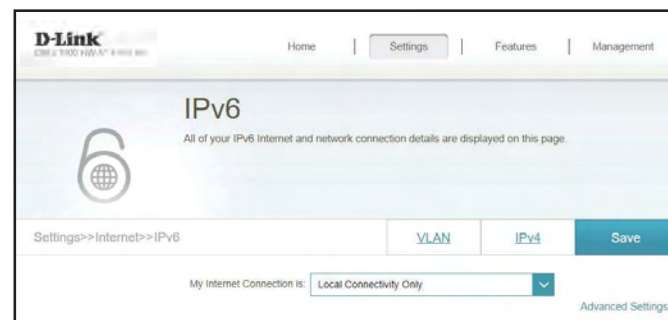 D-Link
Home | Settings | Features | Management
IPv6
All of your IPv6 Internet and network connection details are displayed on this page.
Settings>>Internet>>IPv6
VLAN
IPv4
Save
My Internet Connection is: Local Connectivity Only
Advanced Settings